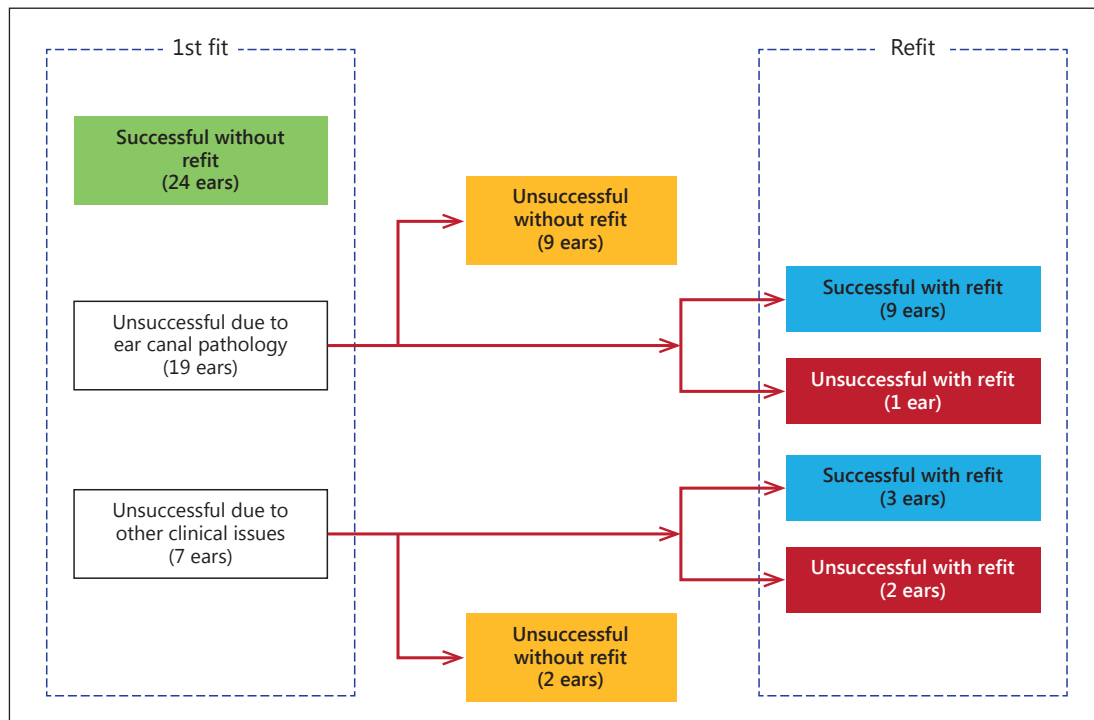 1st fit
Refit
Successful without
refit
(24 ears)
Unsuccessful
without refit
(9 ears)
Successful with refit
(9 ears)
Unsuccessful due to
ear canal pathology
(19 ears)
Unsuccessful with refit
(1 ear)
Successful with refit
(3 ears)
Unsuccessful due to
other clinical issues
(7 ears)
Unsuccessful with refit
(2 ears)
Unsuccessful
without refit
(2 ears)